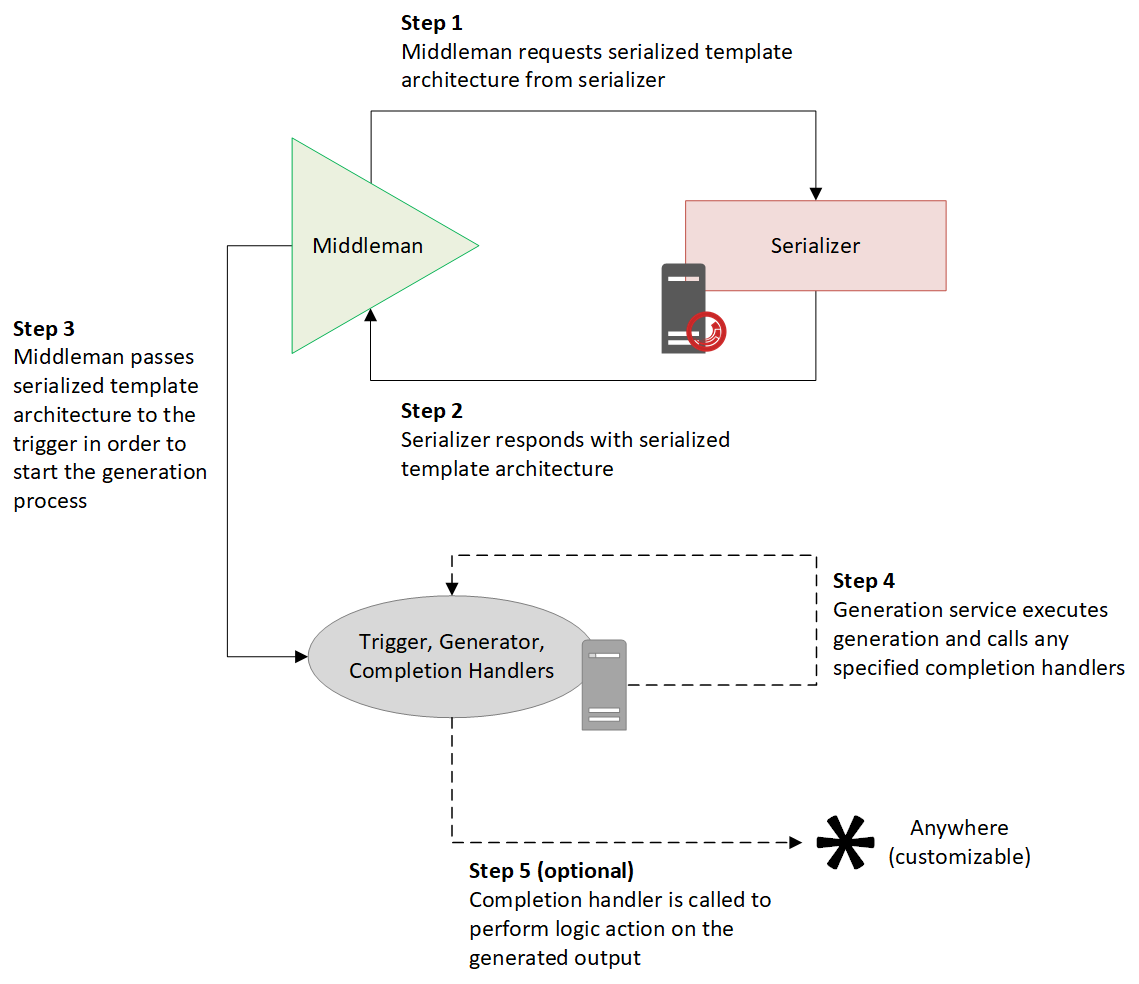 Step 1
Middleman requests serialized template
architecture from serializer
Middleman
Serializer
Step 3
Middleman passes
serialized template
architecture to the
trigger in order to
start the generation
process
Step 2
Serializer responds with serialized
template architecture
Step 4
Generation service executes
generation and calls any
specified completion handlers
Trigger, Generator,
Completion Handlers
Anywhere
(customizable)
Step 5 (optional)
Completion handler is called to
perform logic action on the
generated output